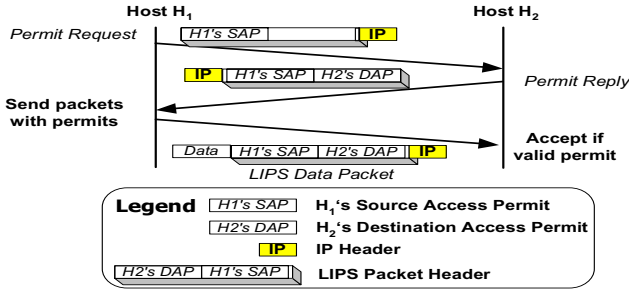 Host H1
Host H2
Permit Request
H1's SAP
IP
IP
H1's SAP
H2's DAP
Permit Reply
Send packets
with permits
Accept if
valid permit
Data
H1's SAP
H2's DAP
IP
LIPS Data Packet
Legend
H1's SAP
H1‘s Source Access Permit
H2's DAP
H2‘s Destination Access Permit
IP
IP Header
H2's DAP
H1's SAP
LIPS Packet Header